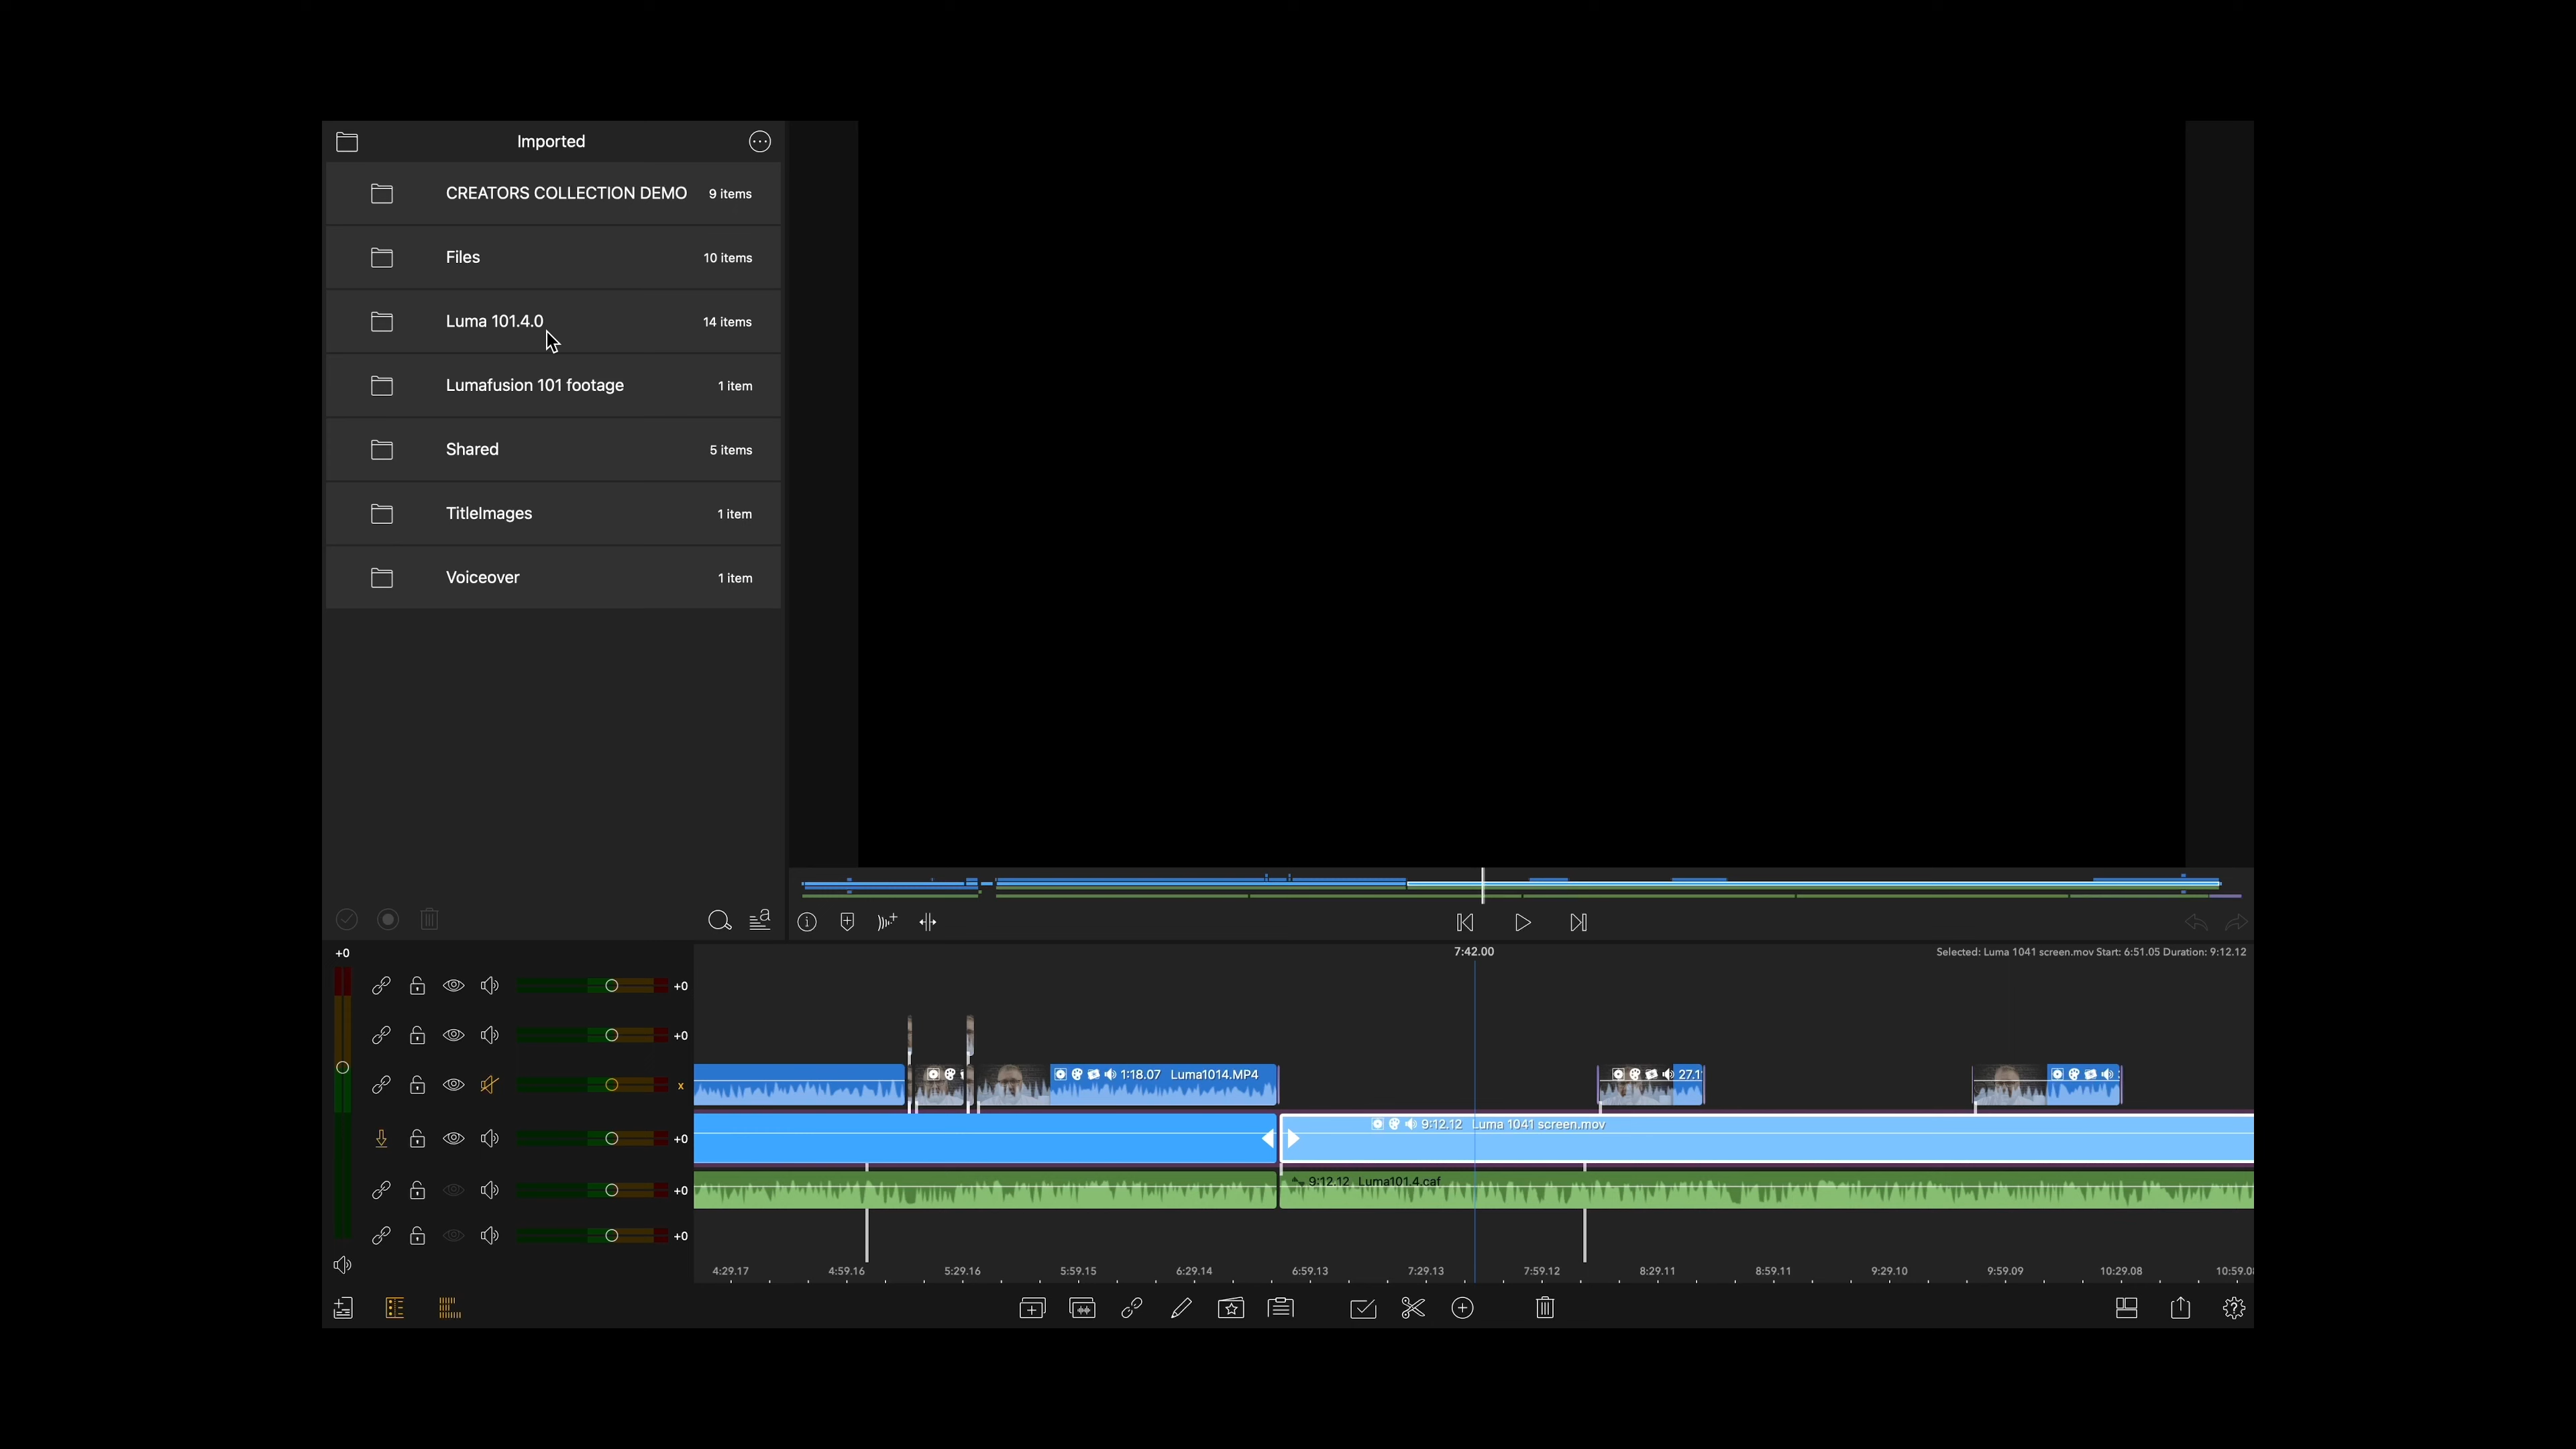 Imported
CREATORS COLLECTION DEMO 9 items
Files 10 items
Luma 101.4.0 14 items
Lumafusion 101 footage 1 item
Shared 5 items
TitleImages 1 item
Voiceover 1 item
+0
7:42.00
Selected: Luma 1041 screen.mov Start: 6:51.05 Duration: 9:12.12
+0
+0
x
1:18.07 Luma1014.MP4
27.1
+0
9:12.12 Luma 1041 screen.mov
+0
9:12.12 Luma101.4.caf
+0
4:29.17 4:59.16 5:29.16 5:59.15 6:29.14 6:59.13 7:29.13 7:59.12 8:29.11 8:59.11 9:29.10 9:59.09 10:29.08 10:59.0